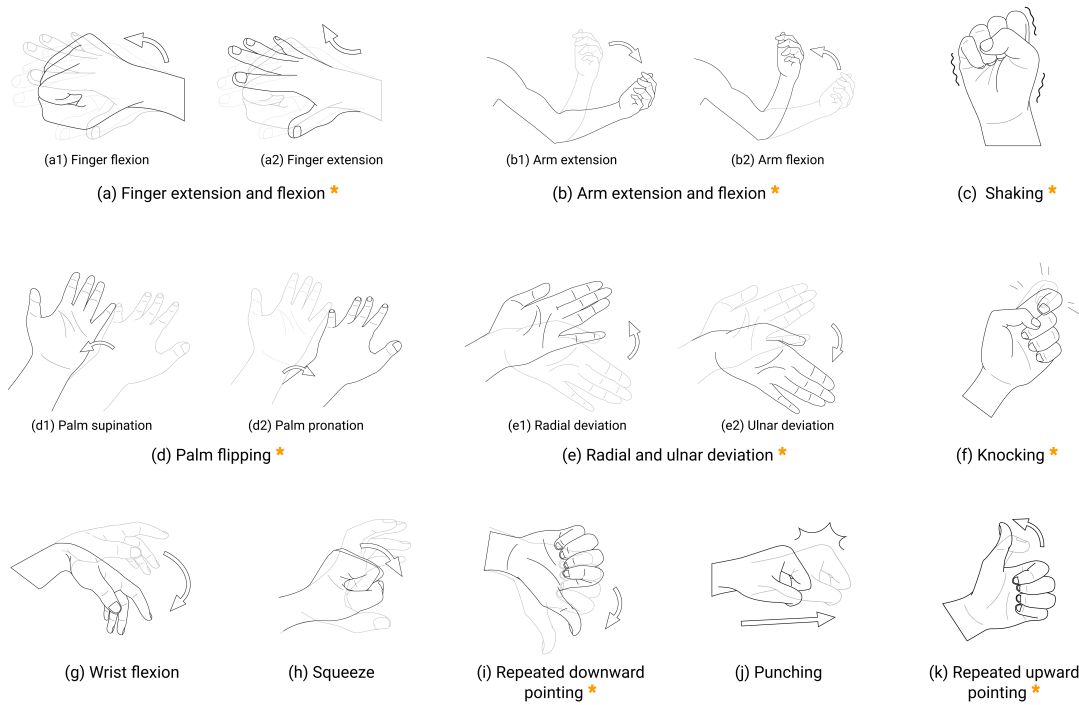 (a1) Finger flexion
(a2) Finger extension
(b1) Arm extension
(b2) Arm flexion
(a) Finger extension and flexion *
(b) Arm extension and flexion *
(c) Shaking *
(d1) Palm supination
(d2) Palm pronation
(e1) Radial deviation
(e2) Ulnar deviation
(d) Palm flipping *
(e) Radial and ulnar deviation *
(f) Knocking *
(g) Wrist flexion
(h) Squeeze
(i) Repeated downward
pointing *
(j) Punching
(k) Repeated upward
pointing *